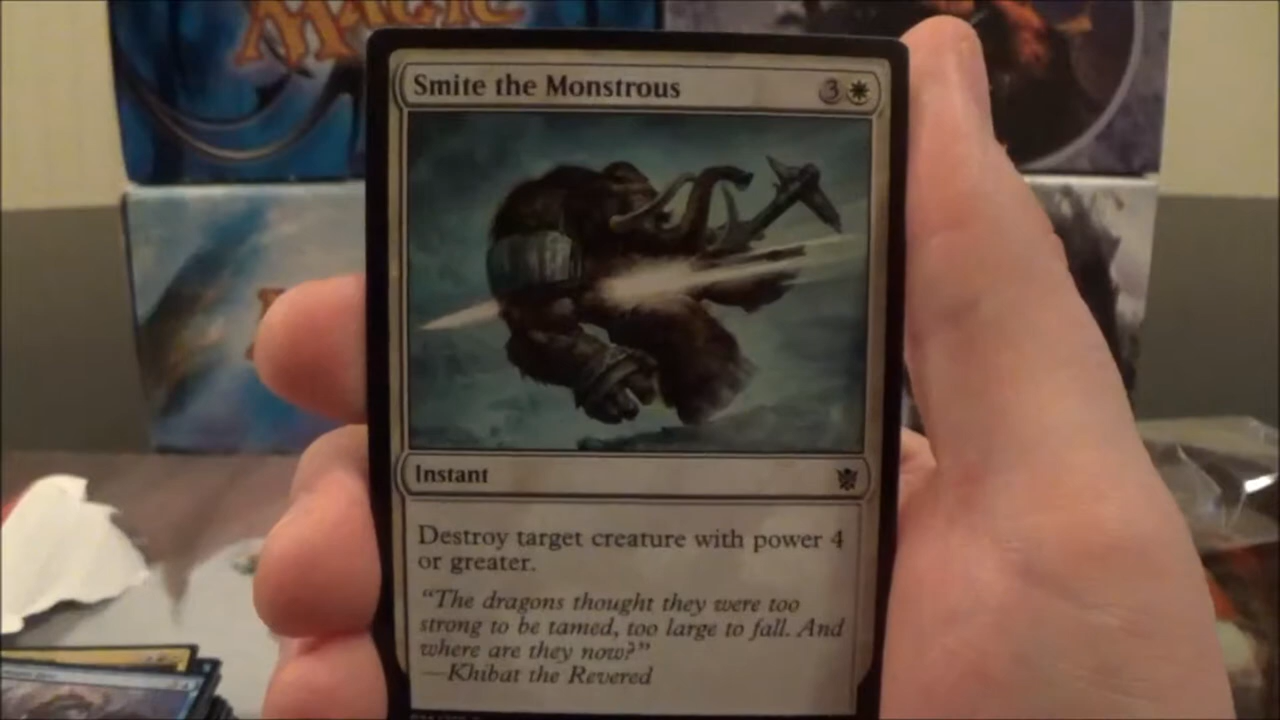 MAGIC
Smite the Monstrous 3
Instant
Destroy target creature with power 4
or greater.
"The dragons thought they were too
strong to be tamed, too large to fall. And
where are they now?"
—Khibat the Revered